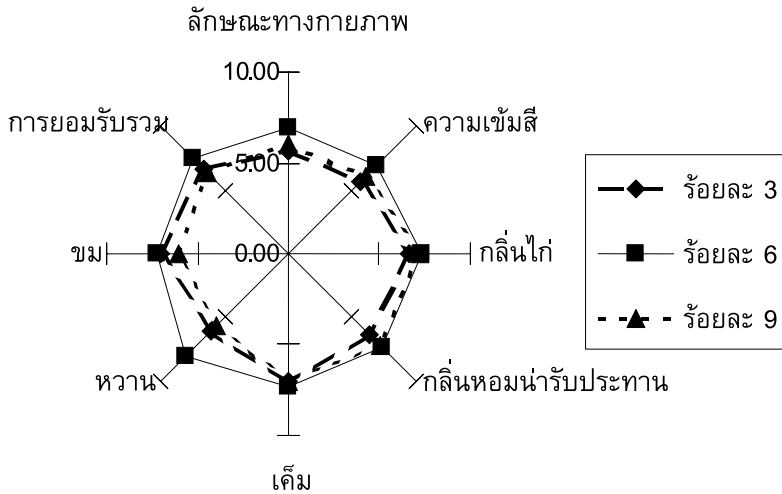 ลักษณะทางกายภาพ
10.00
การยอมรับรวม
ความเข้มสี
5.00
ร้อยละ 3
ขม
0.00
กลิ่นไก่
ร้อยละ 6
ร้อยละ 9
หวาน
กลิ่นหอมน่ารับประทาน
เค็ม